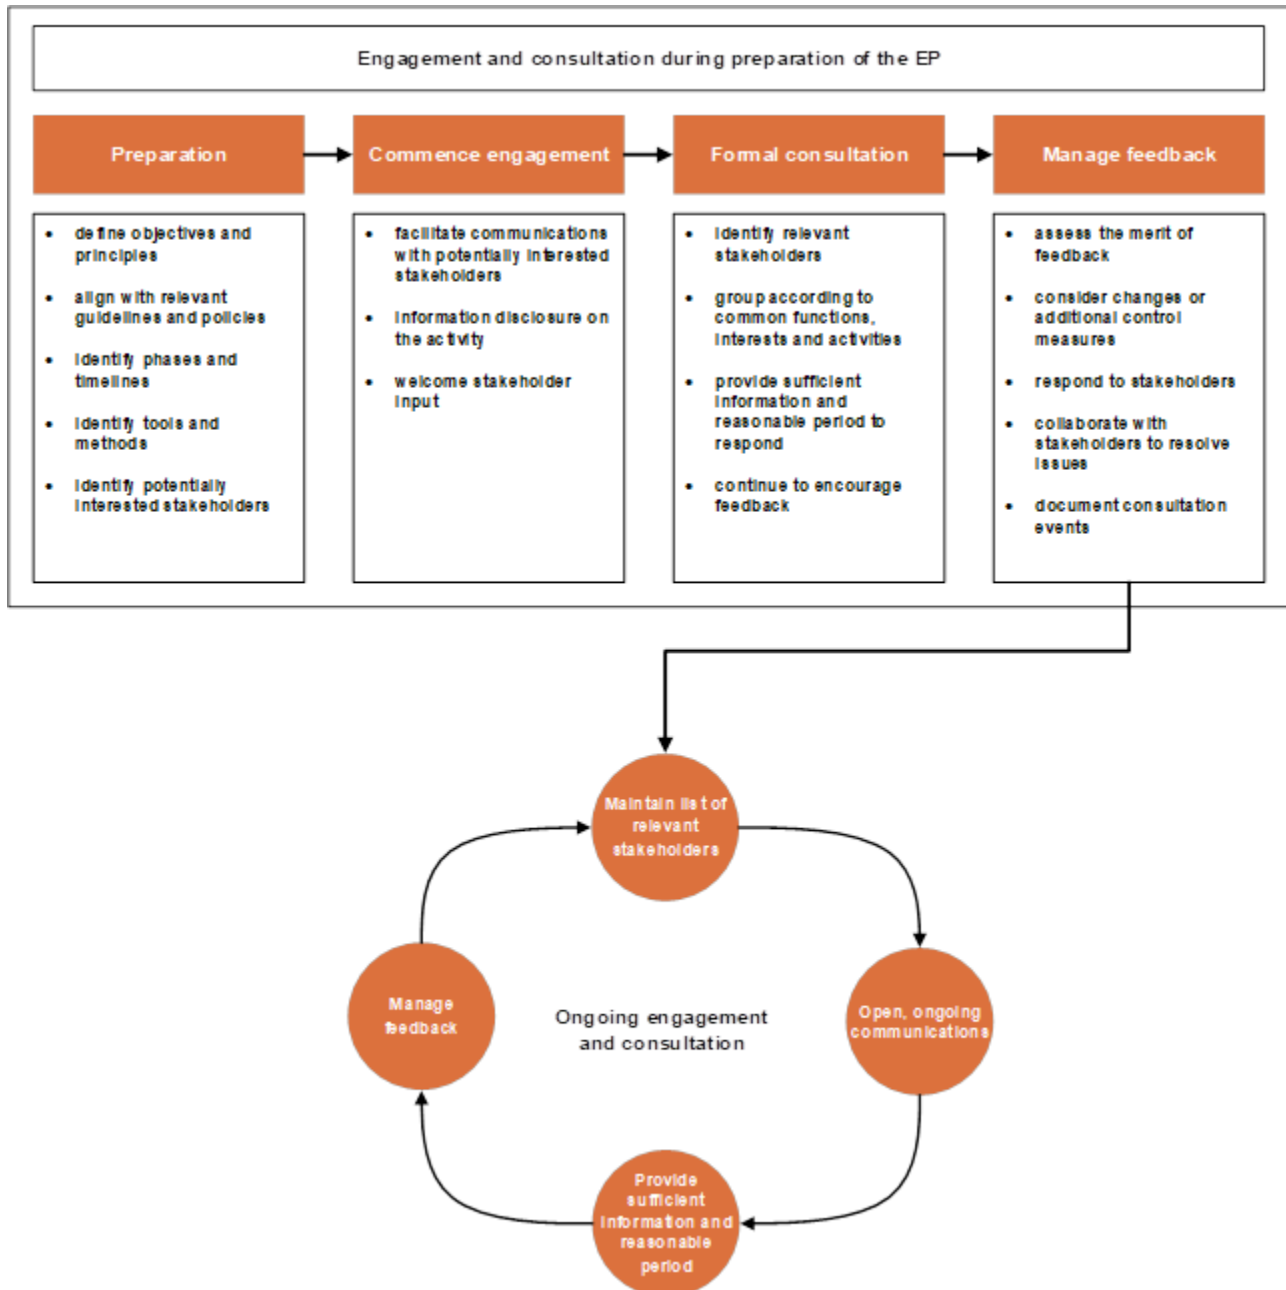 Engagement and consultation during preparation of the EP
Preparation
Commence engagement
Formal consultation
Manage feedback
• define objectives and
principles
• align with relevant
guidelines and policies
• identify phases and
timelines
• identify tools and
methods
• identify potentially
interested stakeholders
• facilitate communications
with potentially interested
stakeholders
• information disclosure on
the activity
• welcome stakeholder
input
• identify relevant
stakeholders
• group according to
common functions,
interests and activities
• provide sufficient
information and
reasonable period to
respond
• continue to encourage
feedback
• assess the merit of
feedback
• consider changes or
additional control
measures
• respond to stakeholders
• collaborate with
stakeholders to resolve
issues
• document consultation
events
Maintain list of
relevant
stakeholders
Open, ongoing
communications
Provide
sufficient
information and
reasonable
period
Manage
feedback
Ongoing engagement
and consultation